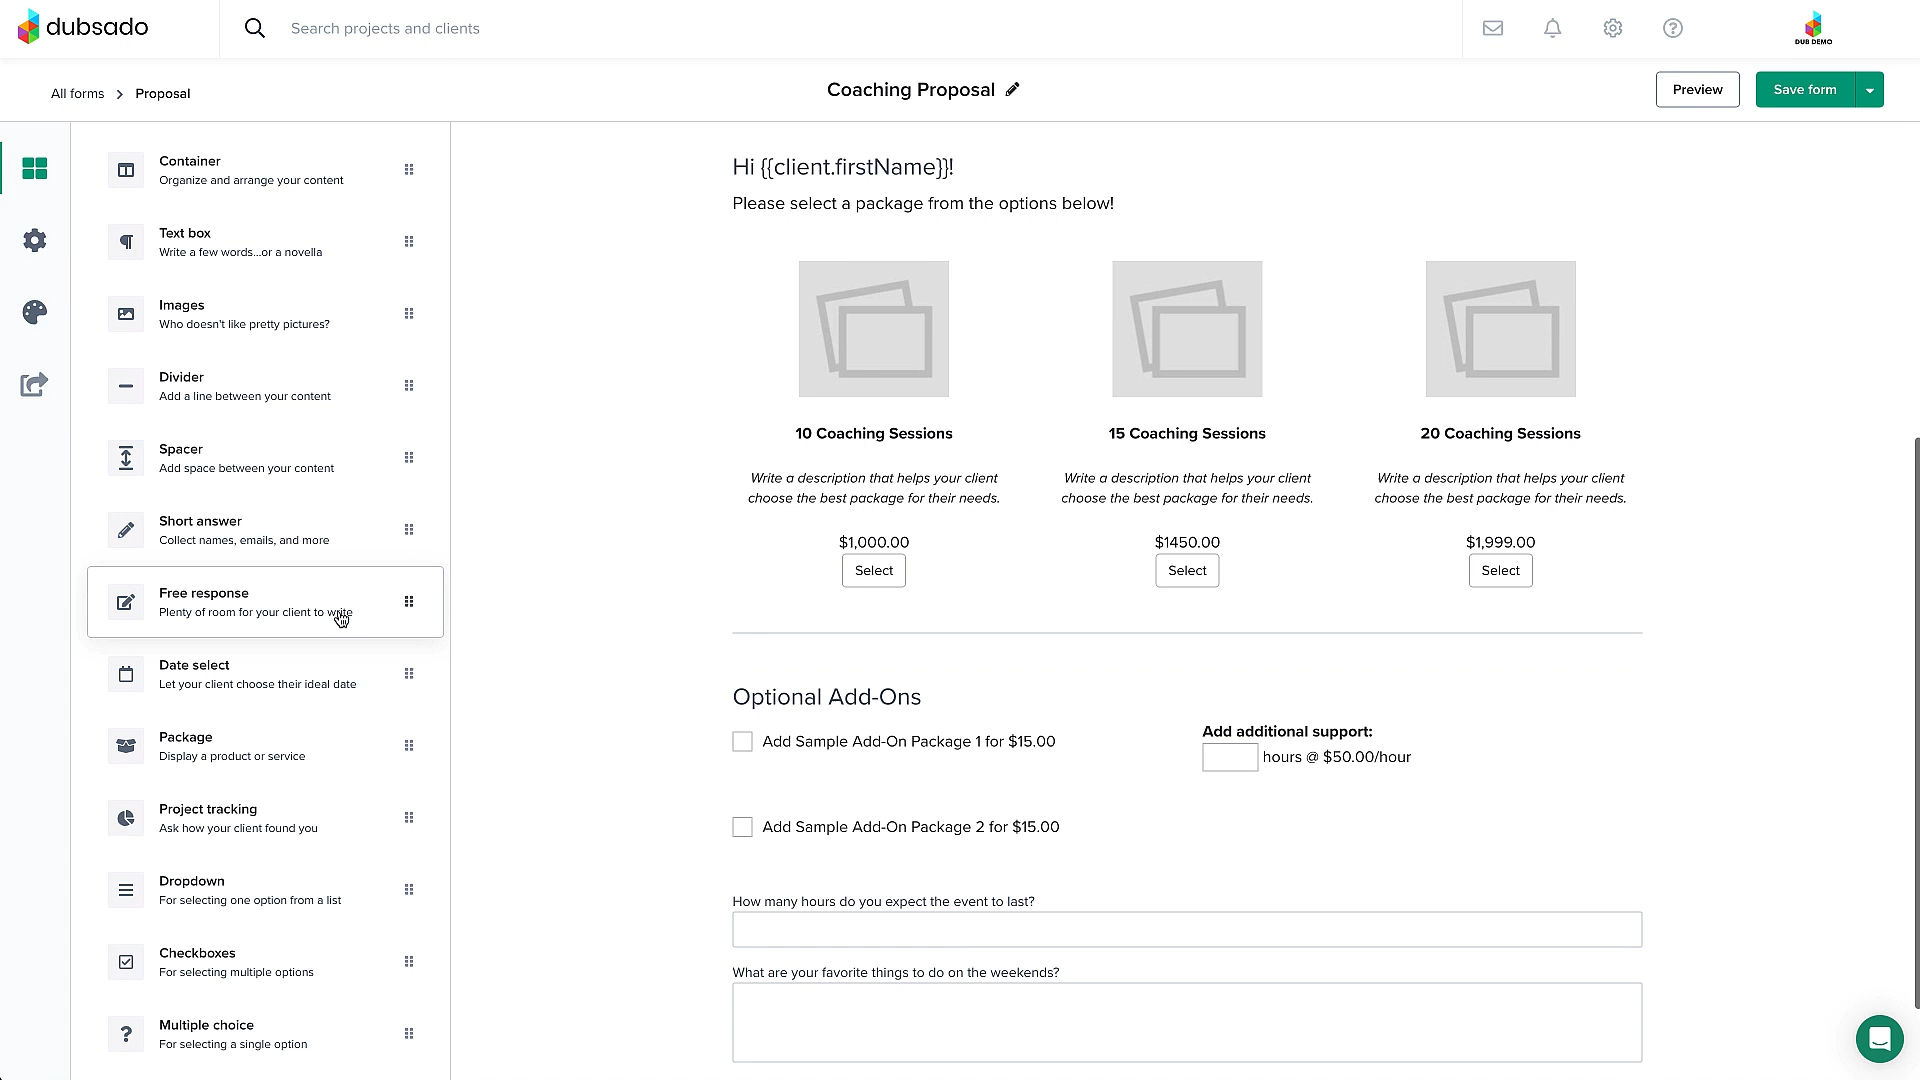 dubsado
Search projects and clients
DUB DEMO
All forms > Proposal
Coaching Proposal
Preview
Save form
Container
Organize and arrange your content
Text box
Write a few words...or a novella
Images
Who doesn't like pretty pictures?
Divider
Add a line between your content
Spacer
Add space between your content
Short answer
Collect names, emails, and more
Free response
Plenty of room for your client to write
Date select
Let your client choose their ideal date
Package
Display a product or service
Project tracking
Ask how your client found you
Dropdown
For selecting one option from a list
Checkboxes
For selecting multiple options
Multiple choice
For selecting a single option
Hi {{client.firstName}}!
Please select a package from the options below!
10 Coaching Sessions
Write a description that helps your client
choose the best package for their needs.
$1,000.00
Select
15 Coaching Sessions
Write a description that helps your client
choose the best package for their needs.
$1450.00
Select
20 Coaching Sessions
Write a description that helps your client
choose the best package for their needs.
$1,999.00
Select
Optional Add-Ons
Add Sample Add-On Package 1 for $15.00
Add additional support:
hours @ $50.00/hour
Add Sample Add-On Package 2 for $15.00
How many hours do you expect the event to last?
What are your favorite things to do on the weekends?